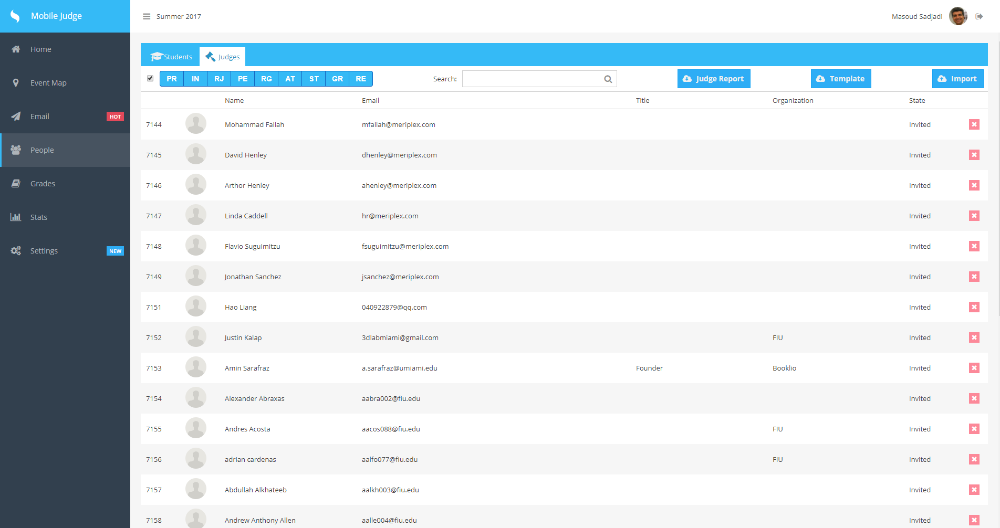 Mobile Judge
Summer 2017
Masoud Sadjadi
Home
Event Map
Email HOT
People
Grades
Stats
Settings NEW
Students Judges
PR IN RJ PE RG AT ST GR RE Search: Judge Report Template Import
Name Email Title Organization State
7144 Mohammad Fallah mfallah@meriplex.com Invited
7145 David Henley dhenley@meriplex.com Invited
7146 Arthor Henley ahenley@meriplex.com Invited
7147 Linda Caddell hr@meriplex.com Invited
7148 Flavio Suguimitzu fsuguimitzu@meriplex.com Invited
7149 Jonathan Sanchez jsanchez@meriplex.com Invited
7151 Hao Liang 040922879@qq.com Invited
7152 Justin Kalap 3dlabmiami@gmail.com FIU Invited
7153 Amin Sarafraz a.sarafraz@umiami.edu Founder Booklio Invited
7154 Alexander Abraxas aabra002@fiu.edu Invited
7155 Andres Acosta aacos088@fiu.edu FIU Invited
7156 adrian cardenas aalfo077@fiu.edu FIU Invited
7157 Abdullah Alkhateeb aalkh003@fiu.edu Invited
7158 Andrew Anthony Allen aalle004@fiu.edu Invited